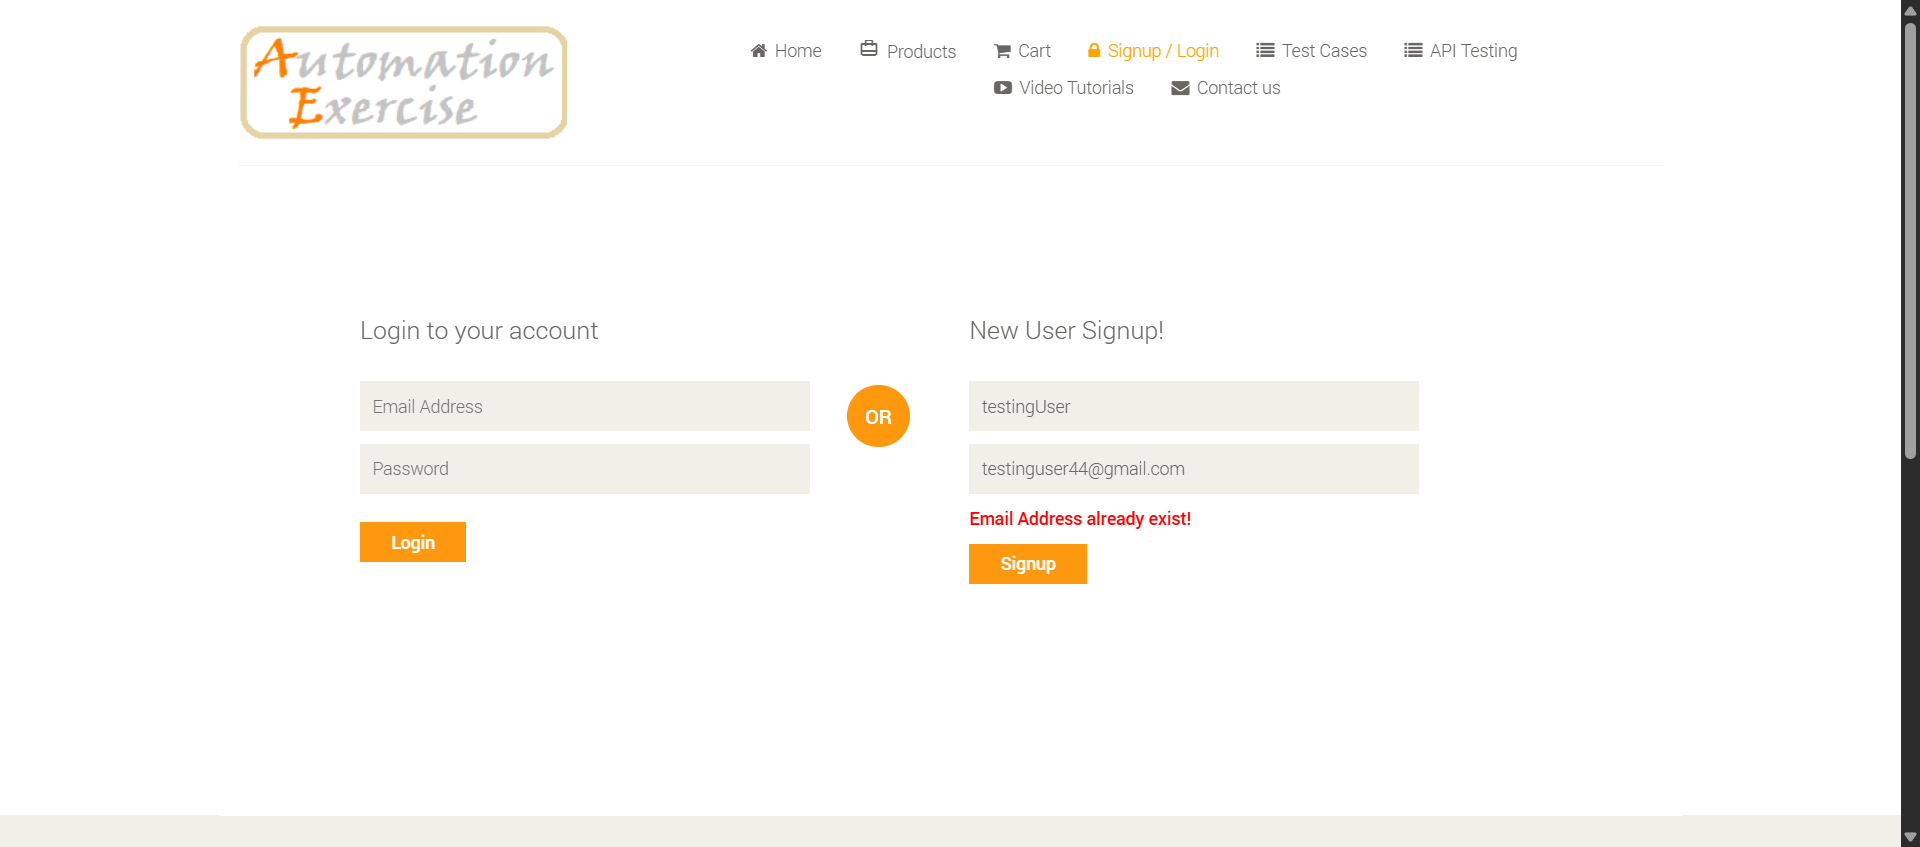 Automation
Exercise
Home
Products
Cart
Signup / Login
Test Cases
API Testing
Video Tutorials
Contact us
Login to your account
Email Address
Password
Login
OR
New User Signup!
testingUser
testinguser44@gmail.com
Email Address already exist!
Signup